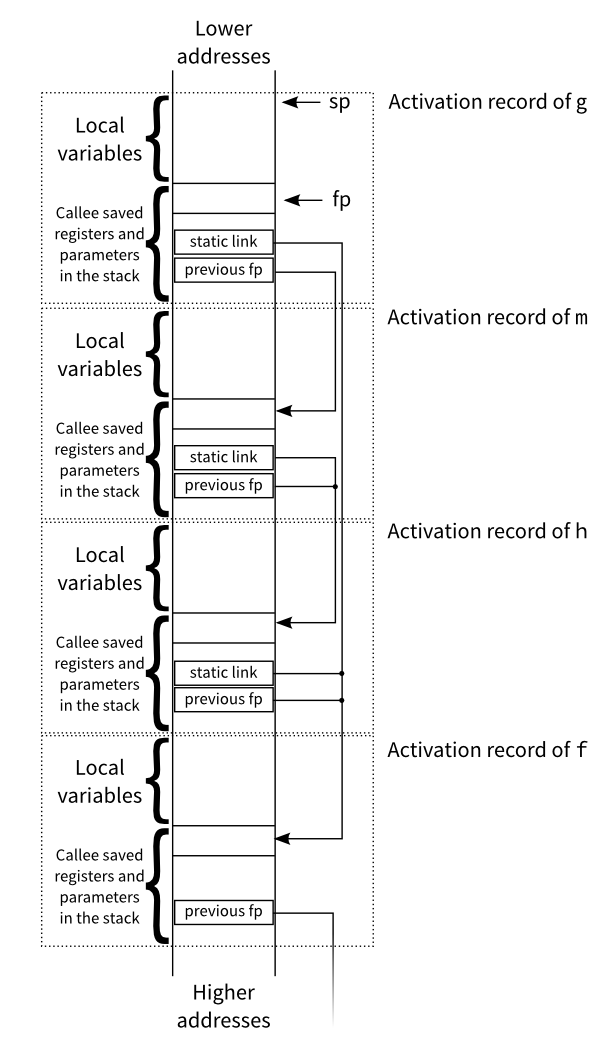 Lower
addresses
sp
Activation record of g
Local
variables
fp
Callee saved
registers and
parameters
in the stack
static link
previous fp
Activation record of m
Local
variables
Callee saved
registers and
parameters
in the stack
static link
previous fp
Activation record of h
Local
variables
Callee saved
registers and
parameters
in the stack
static link
previous fp
Activation record of f
Local
variables
Callee saved
registers and
parameters
in the stack
previous fp
Higher
addresses